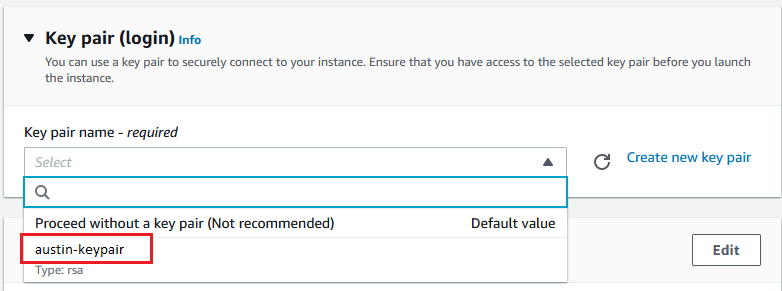 Key pair (login) Info
You can use a key pair to securely connect to your instance. Ensure that you have access to the selected key pair before you launch
the instance.
Key pair name - required
Select
Create new key pair
Proceed without a key pair (Not recommended) Default value
austin-keypair
Type: rsa
Edit